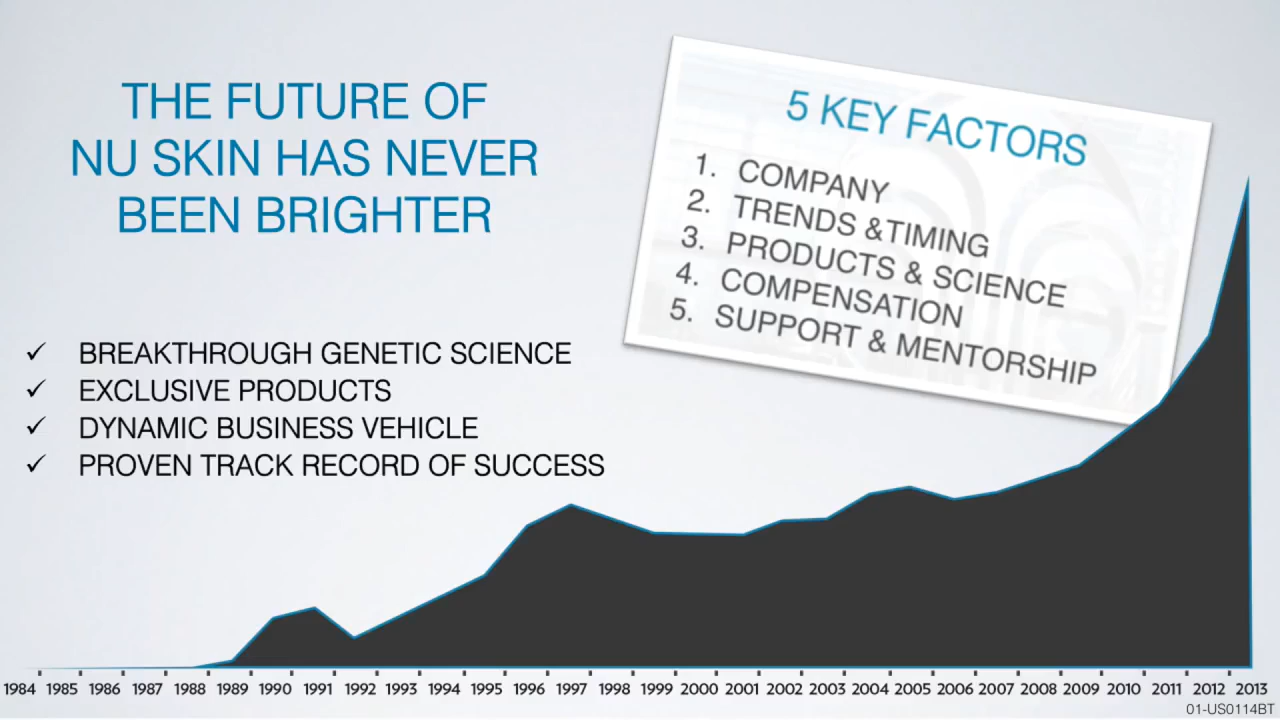 THE FUTURE OF
NU SKIN HAS NEVER
BEEN BRIGHTER
5 KEY FACTORS
1. COMPANY
2. TRENDS &TIMING
3. PRODUCTS & SCIENCE
4. COMPENSATION
5. SUPPORT & MENTORSHIP
✓ BREAKTHROUGH GENETIC SCIENCE
✓ EXCLUSIVE PRODUCTS
✓ DYNAMIC BUSINESS VEHICLE
✓ PROVEN TRACK RECORD OF SUCCESS
1984 1985 1986 1987 1988 1989 1990 1991 1992 1993 1994 1995 1996 1997 1998 1999 2000 2001 2002 2003 2004 2005 2006 2007 2008 2009 2010 2011 2012 2013
01-US0114BT